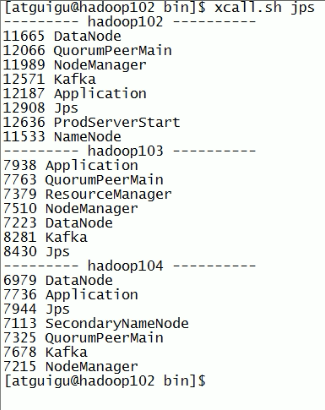 [atguigu@hadoop102 bin]$ xcall.sh jps
--------- hadoop102 ----------
11665 DataNode
12066 QuorumPeerMain
11989 NodeManager
12571 Kafka
12187 Application
12908 Jps
12636 ProdServerStart
11533 NameNode
--------- hadoop103 ----------
7938 Application
7763 QuorumPeerMain
7379 ResourceManager
7510 NodeManager
7223 DataNode
8281 Kafka
8430 Jps
--------- hadoop104 ----------
6979 DataNode
7736 Application
7944 Jps
7113 SecondaryNameNode
7325 QuorumPeerMain
7678 Kafka
7215 NodeManager
[atguigu@hadoop102 bin]$